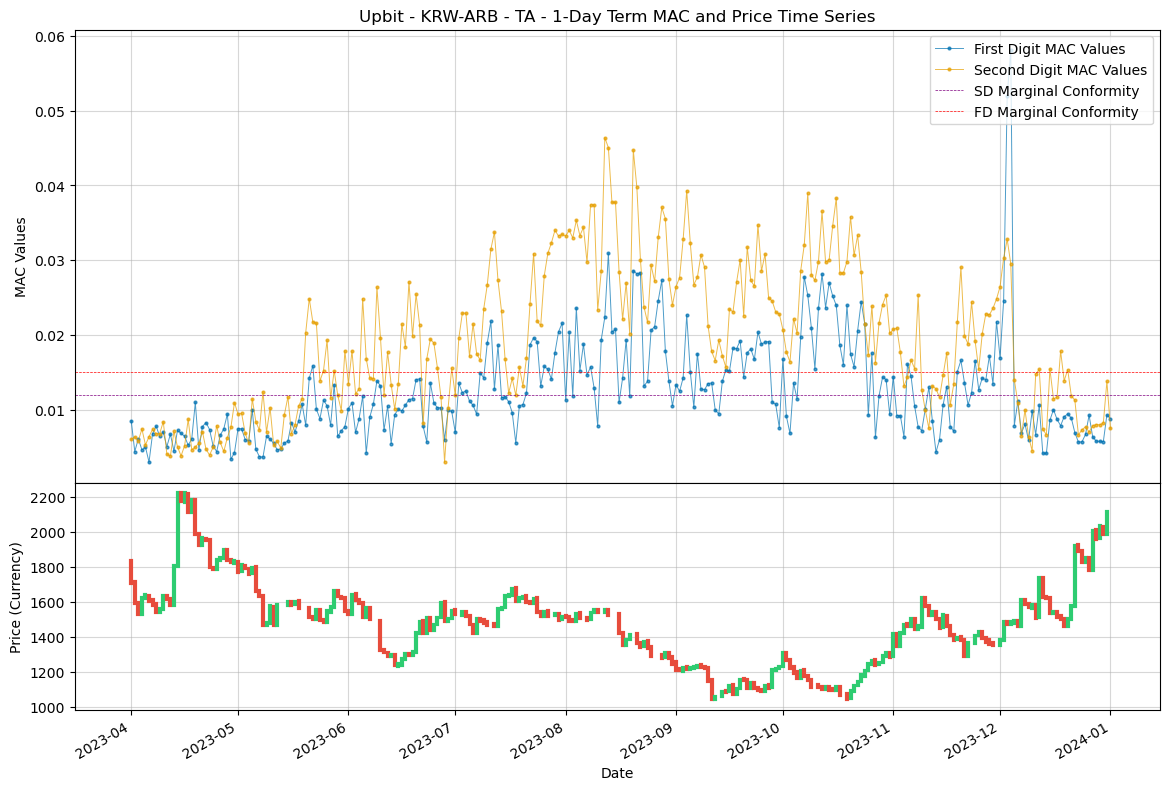 Upbit - KRW-ARB - TA - 1-Day Term MAC and Price Time Series
First Digit MAC Values
Second Digit MAC Values
SD Marginal Conformity
FD Marginal Conformity
MAC Values
0.06
0.05
0.04
0.03
0.02
0.01
Price (Currency)
2200
2000
1800
1600
1400
1200
1000
2023-04
2023-05
2023-06
2023-07
2023-08
2023-09
2023-10
2023-11
2023-12
2024-01
Date